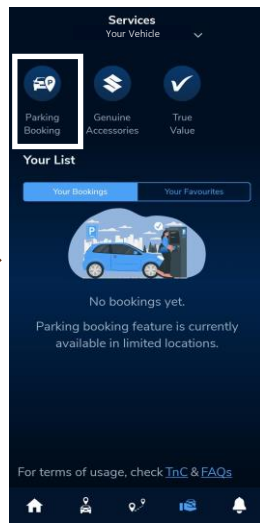 Services
Your Vehicle
Parking Booking
Genuine Accessories
True Value
Your List
Your Bookings
Your Favourites
P
No bookings yet.
Parking booking feature is currently
available in limited locations.
For terms of usage, check TnC & FAQs